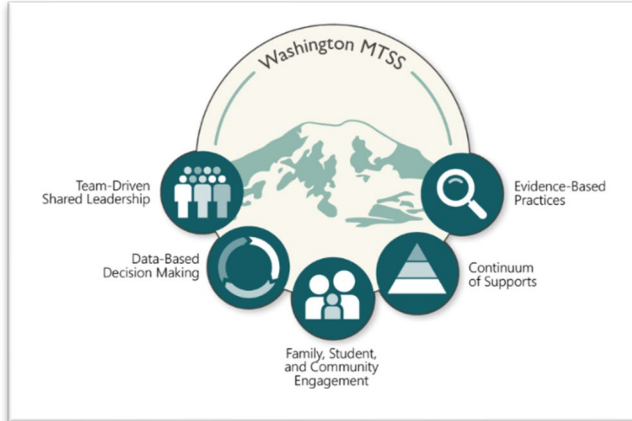 Washington MTSS
Team-Driven
Shared Leadership
Evidence-Based
Practices
Data-Based
Decision Making
Continuum
of Supports
Family, Student,
and Community
Engagement